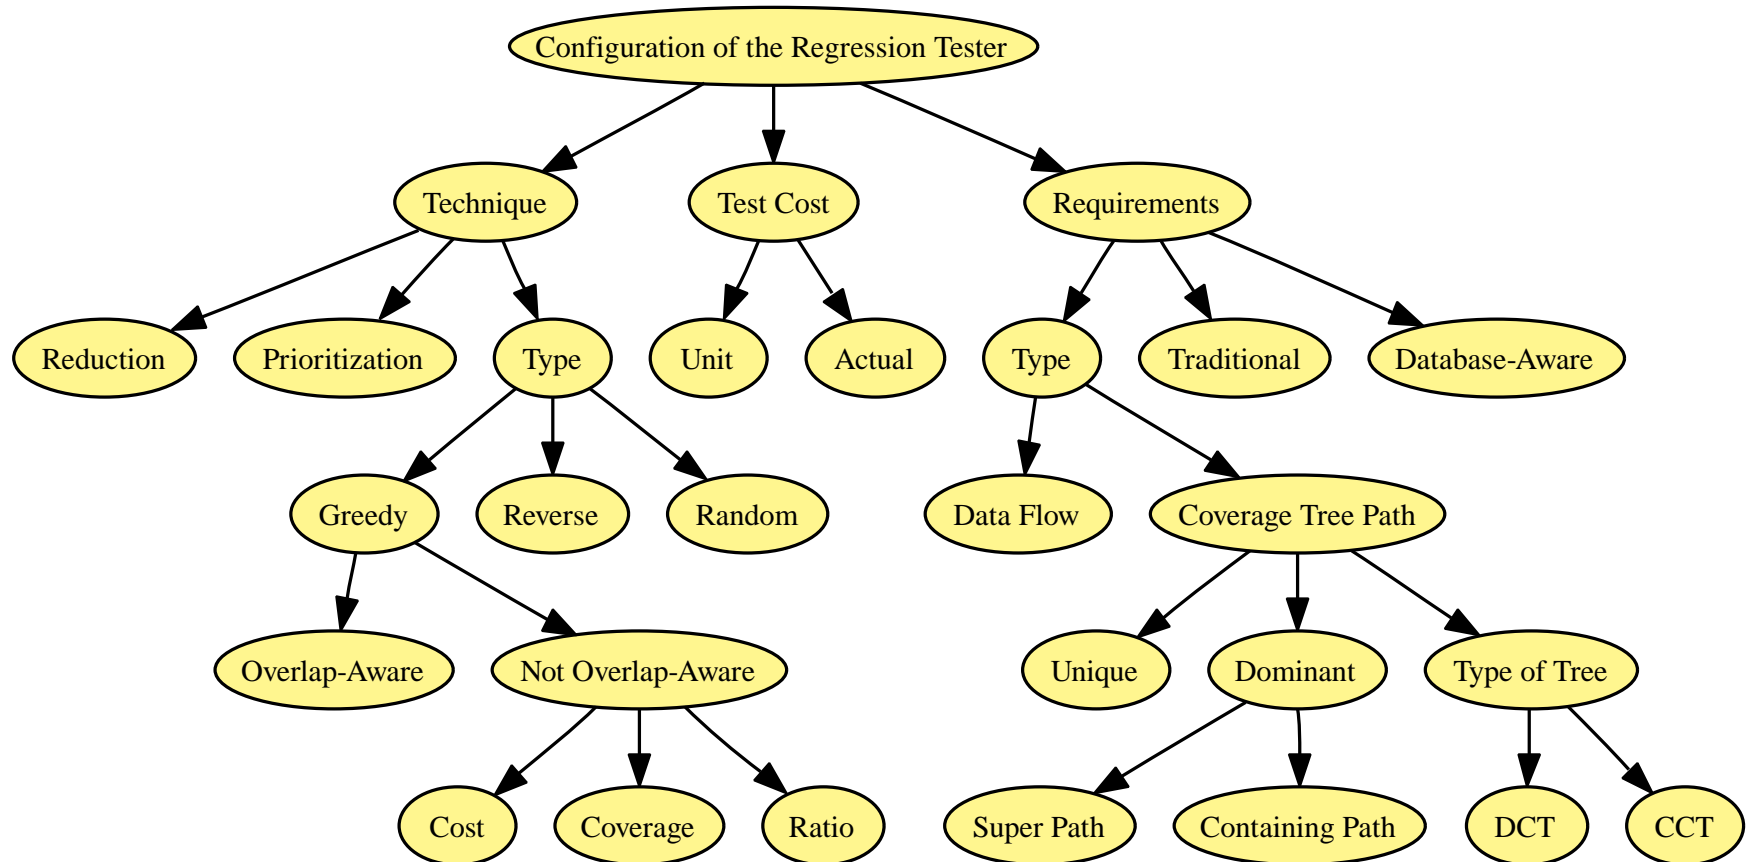 Configuration of the Regression Tester
Technique
Test Cost
Requirements
Reduction
Prioritization
Type
Unit
Actual
Type
Traditional
Database-Aware
Greedy
Reverse
Random
Data Flow
Coverage Tree Path
Overlap-Aware
Not Overlap-Aware
Unique
Dominant
Type of Tree
Cost
Coverage
Ratio
Super Path
Containing Path
DCT
CCT